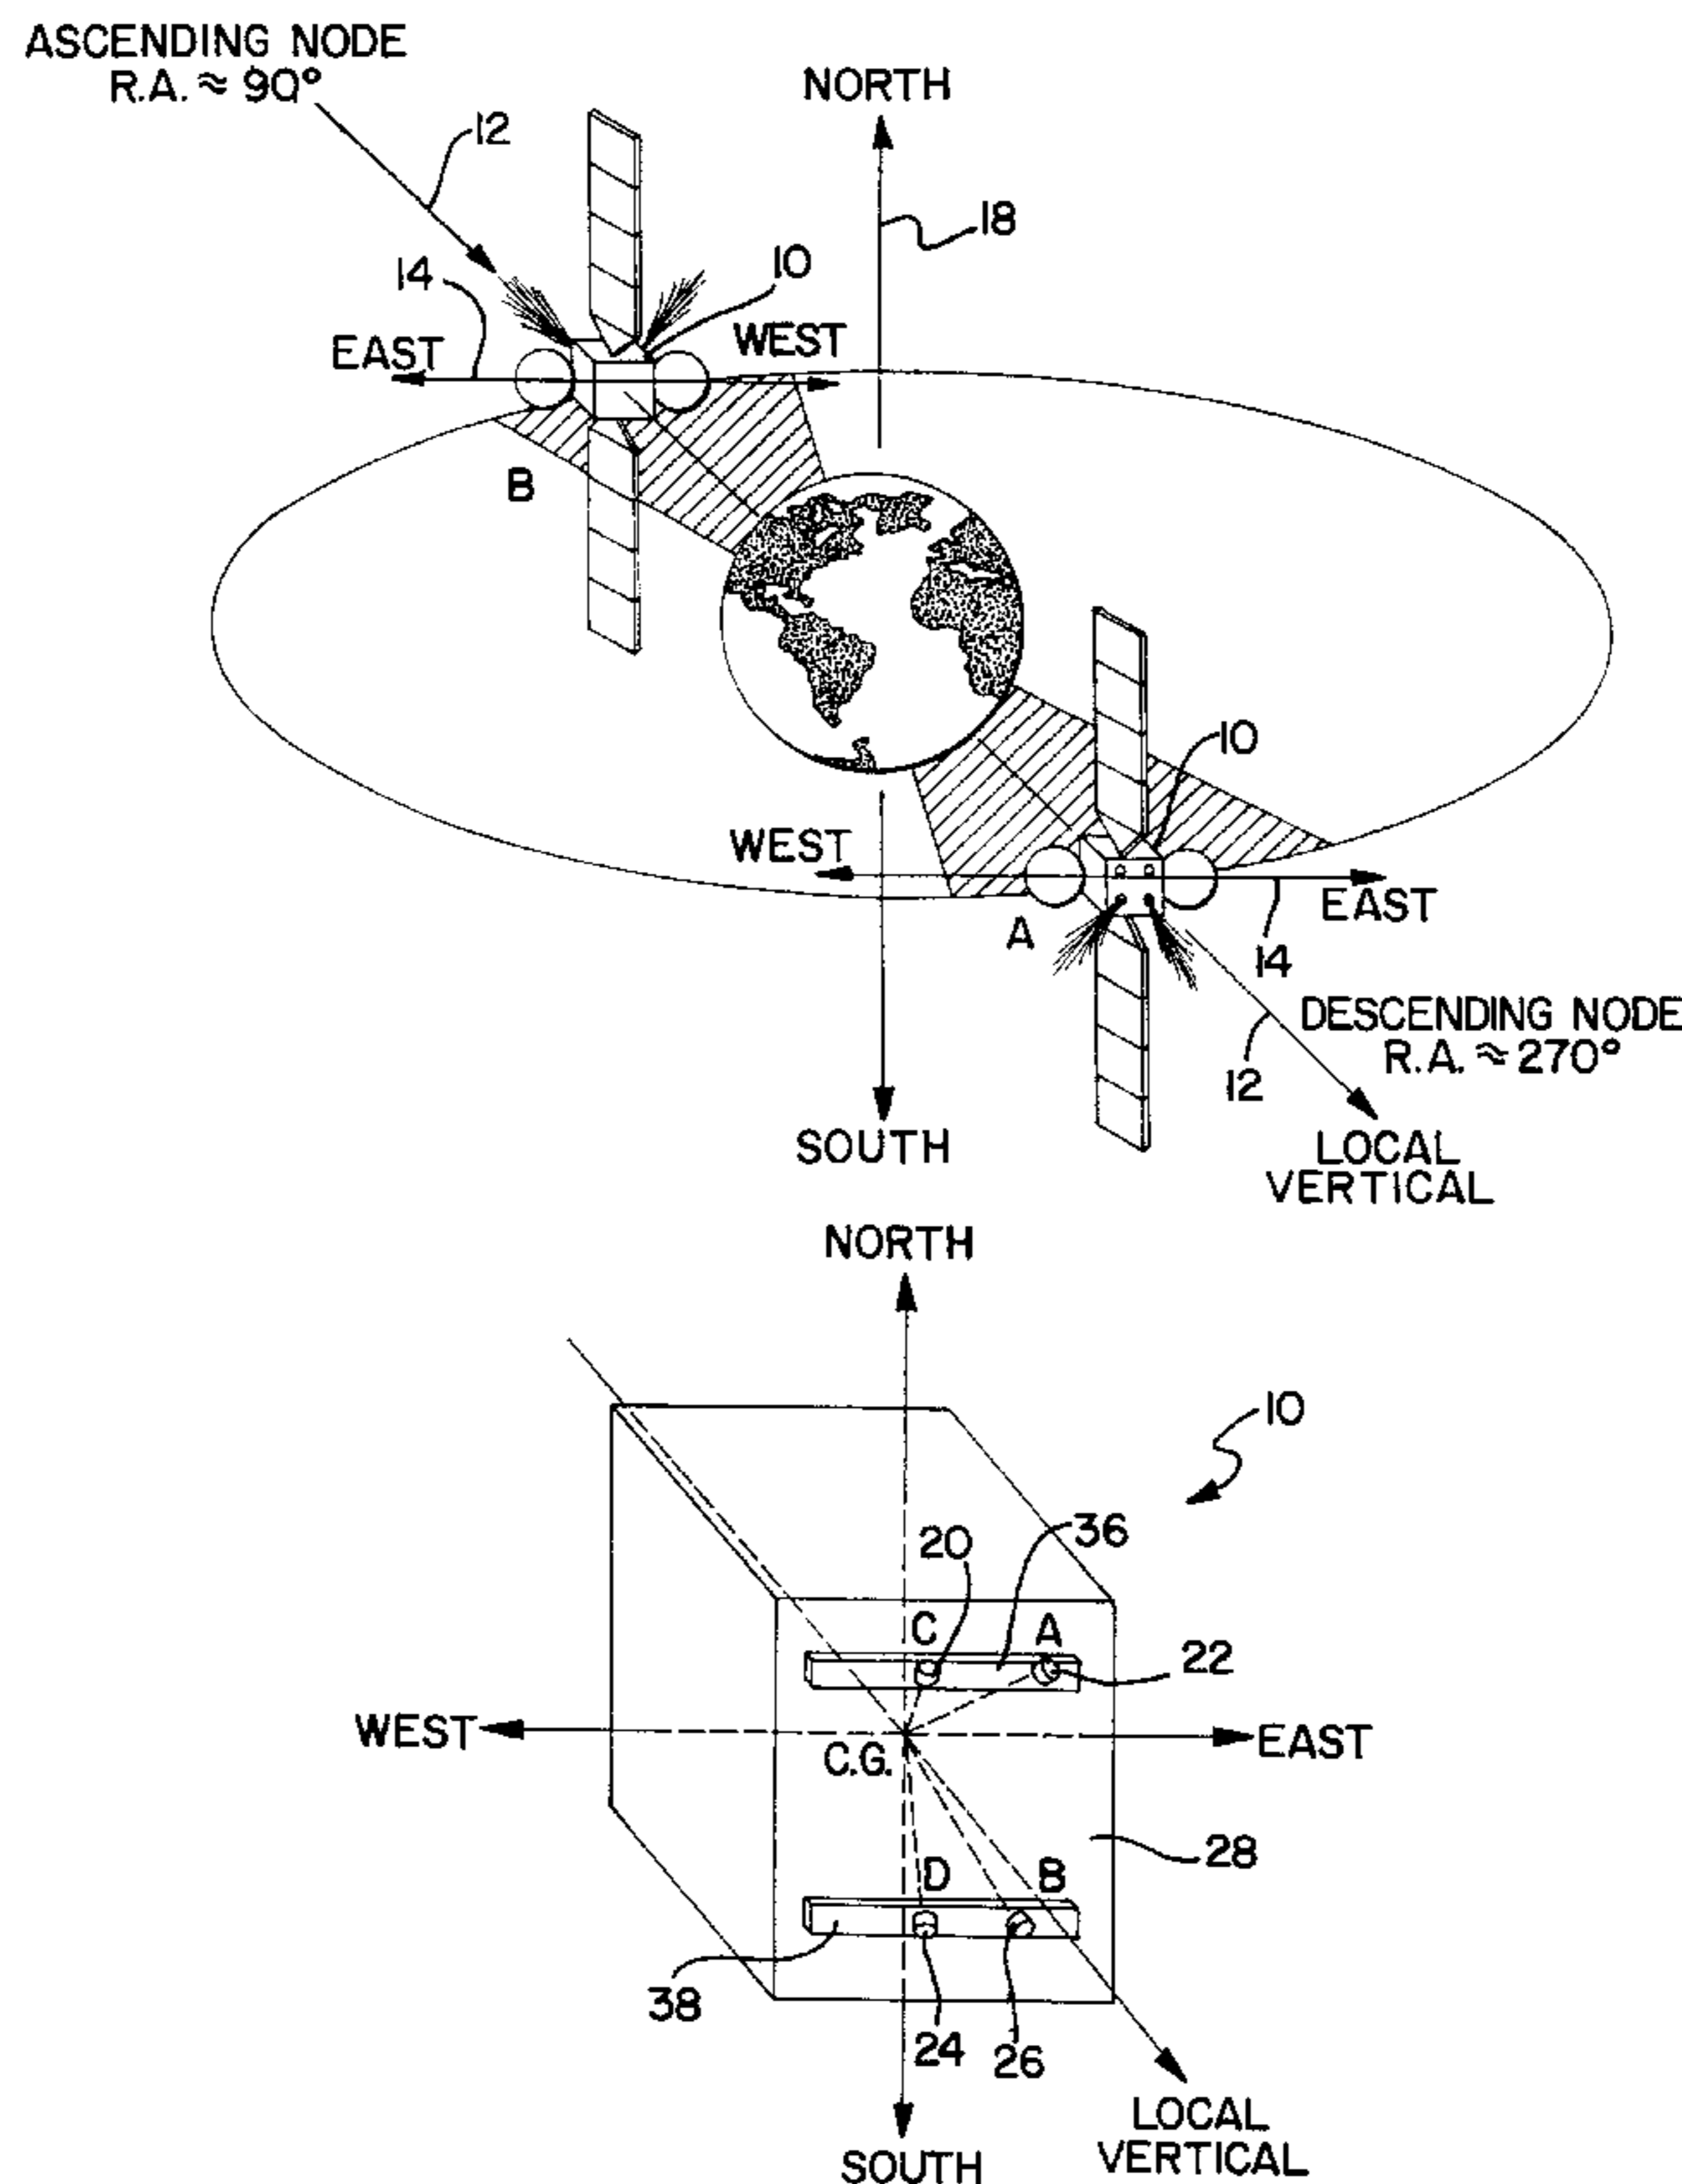 ASCENDING NODE
R.A. ≈ 90°
12
NORTH
18
14
10
EAST
WEST
B
10
WEST
A
EAST
14
DESCENDING NODE
R.A. ≈ 270°
12
SOUTH
LOCAL
VERTICAL
NORTH
10
36
20
C
A
22
WEST
C.G.
EAST
28
D
B
38
24
26
LOCAL
VERTICAL
SOUTH